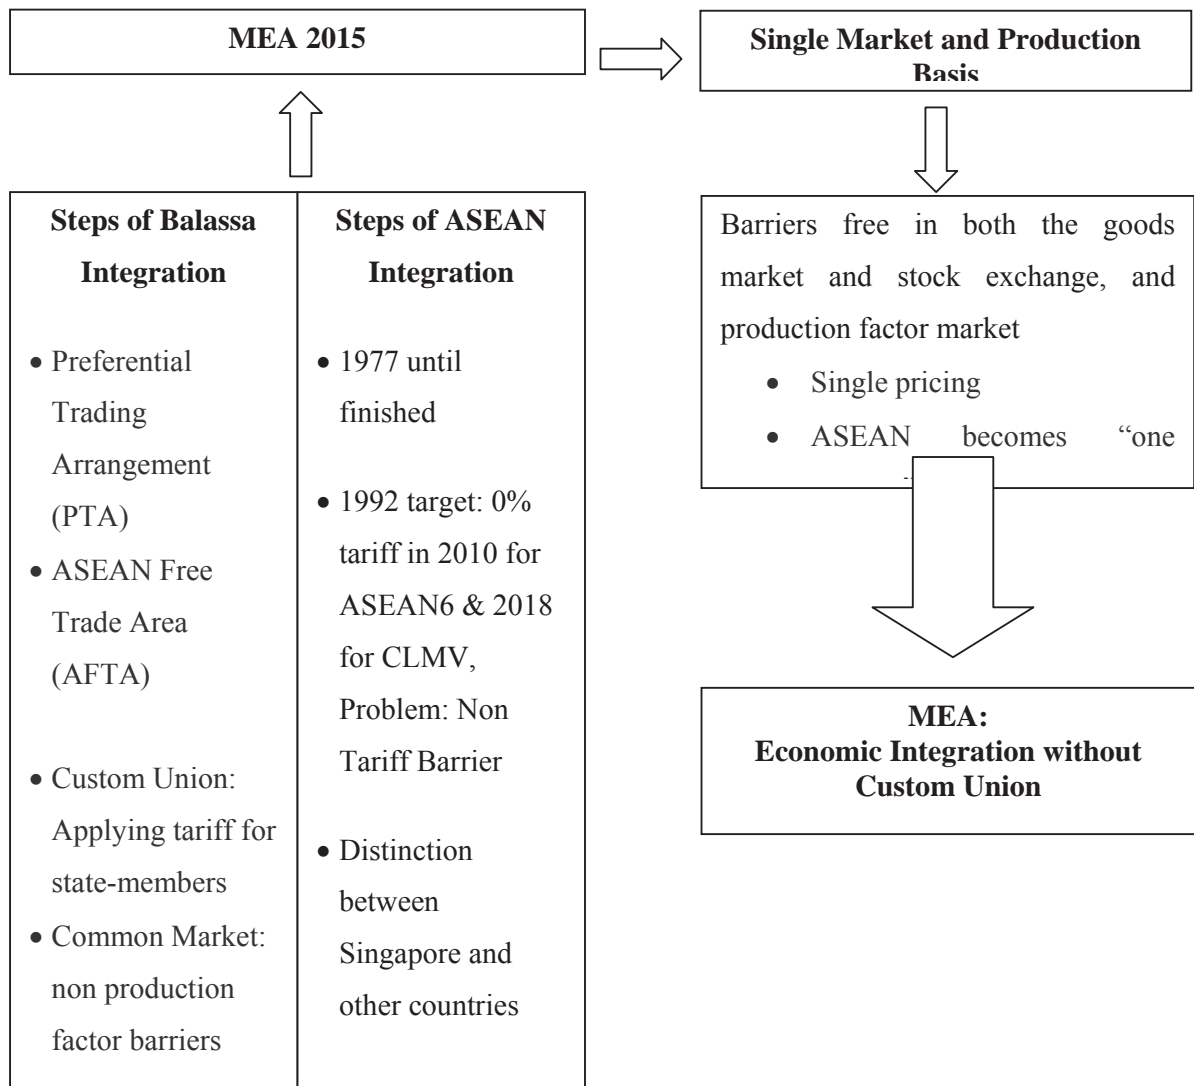 MEA 2015
Single Market and Production
Basis
Steps of Balassa
Integration
• Preferential
Trading
Arrangement
(PTA)
• ASEAN Free
Trade Area
(AFTA)
• Custom Union:
Applying tariff for
state-members
• Common Market:
non production
factor barriers
Steps of ASEAN
Integration
• 1977 until
finished
• 1992 target: 0%
tariff in 2010 for
ASEAN6 & 2018
for CLMV,
Problem: Non
Tariff Barrier
• Distinction
between
Singapore and
other countries
Barriers free in both the goods
market and stock exchange, and
production factor market
• Single pricing
• ASEAN becomes “one
MEA:
Economic Integration without
Custom Union